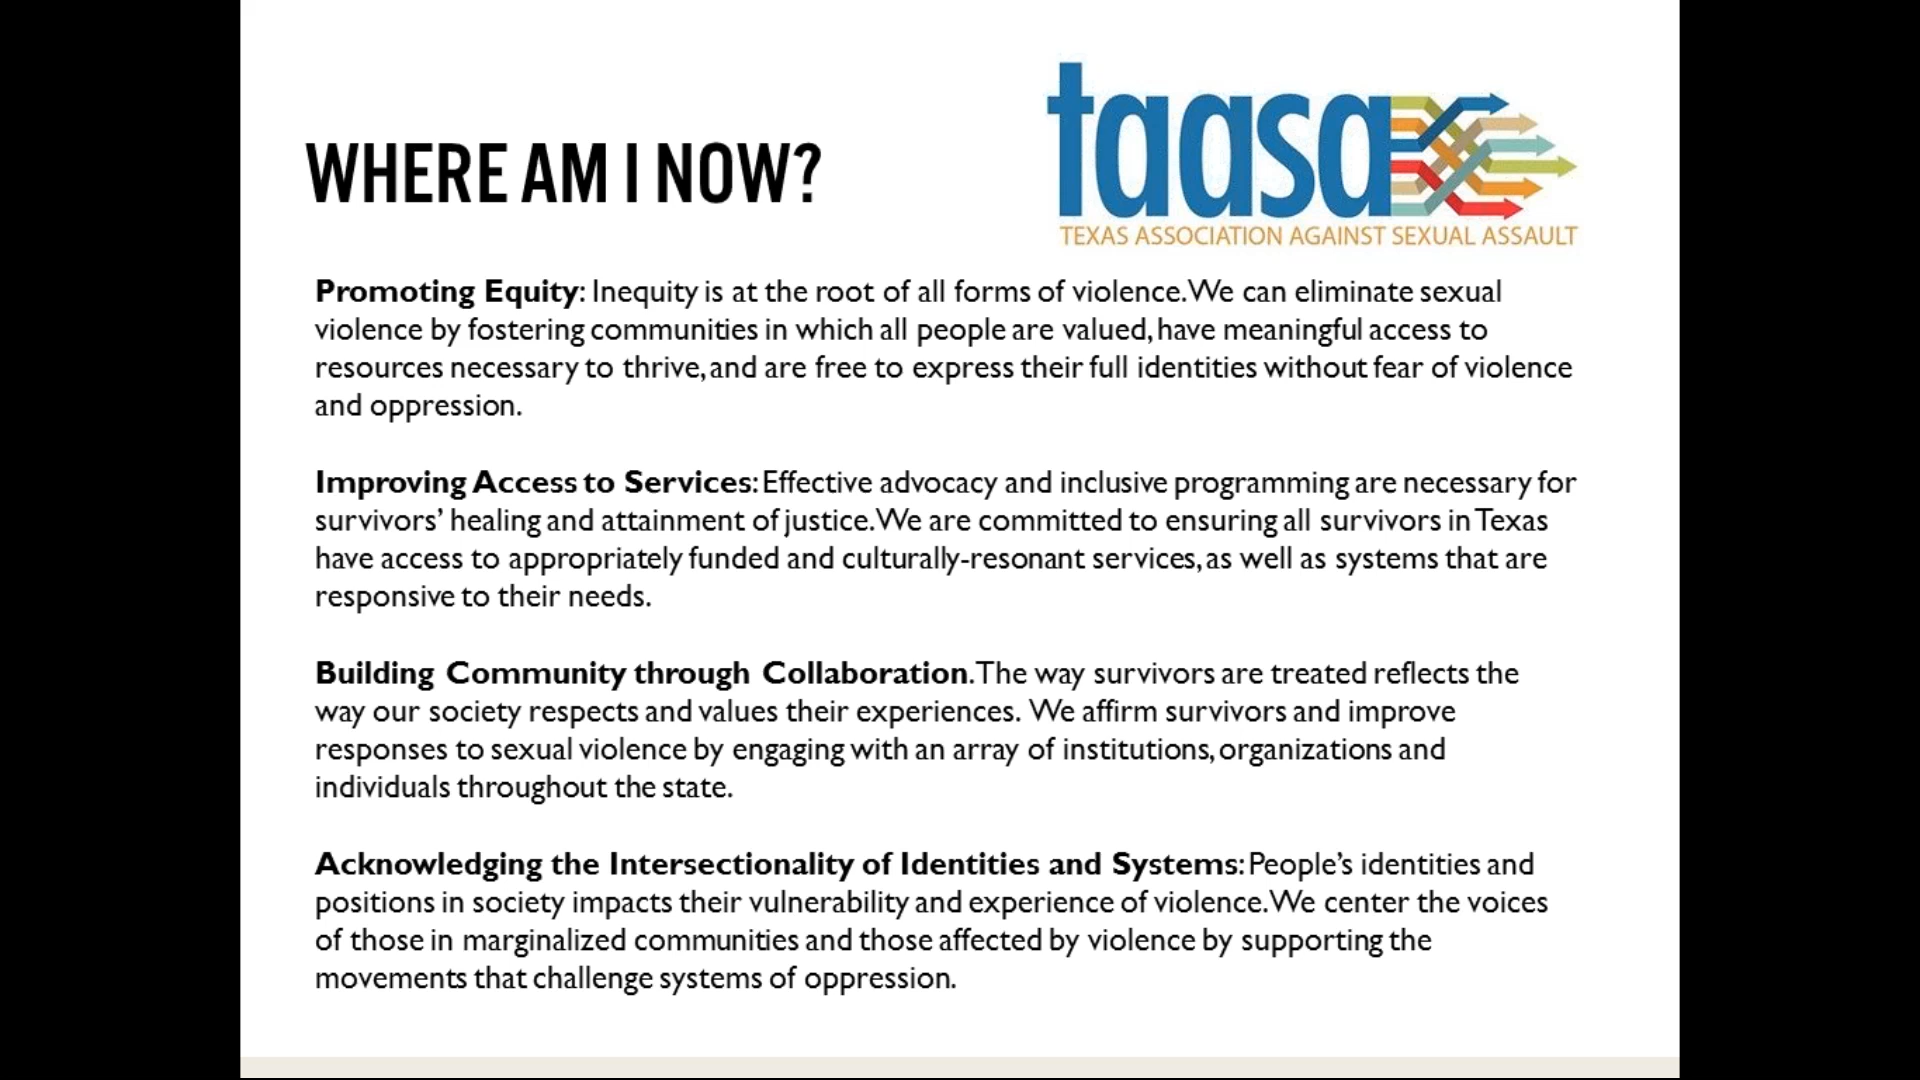 WHERE AM I NOW?
taasa
TEXAS ASSOCIATION AGAINST SEXUAL ASSAULT
Promoting Equity: Inequity is at the root of all forms of violence. We can eliminate sexual
violence by fostering communities in which all people are valued, have meaningful access to
resources necessary to thrive, and are free to express their full identities without fear of violence
and oppression.
Improving Access to Services: Effective advocacy and inclusive programming are necessary for
survivors’ healing and attainment of justice. We are committed to ensuring all survivors in Texas
have access to appropriately funded and culturally-resonant services, as well as systems that are
responsive to their needs.
Building Community through Collaboration. The way survivors are treated reflects the
way our society respects and values their experiences. We affirm survivors and improve
responses to sexual violence by engaging with an array of institutions, organizations and
individuals throughout the state.
Acknowledging the Intersectionality of Identities and Systems: People’s identities and
positions in society impacts their vulnerability and experience of violence. We center the voices
of those in marginalized communities and those affected by violence by supporting the
movements that challenge systems of oppression.